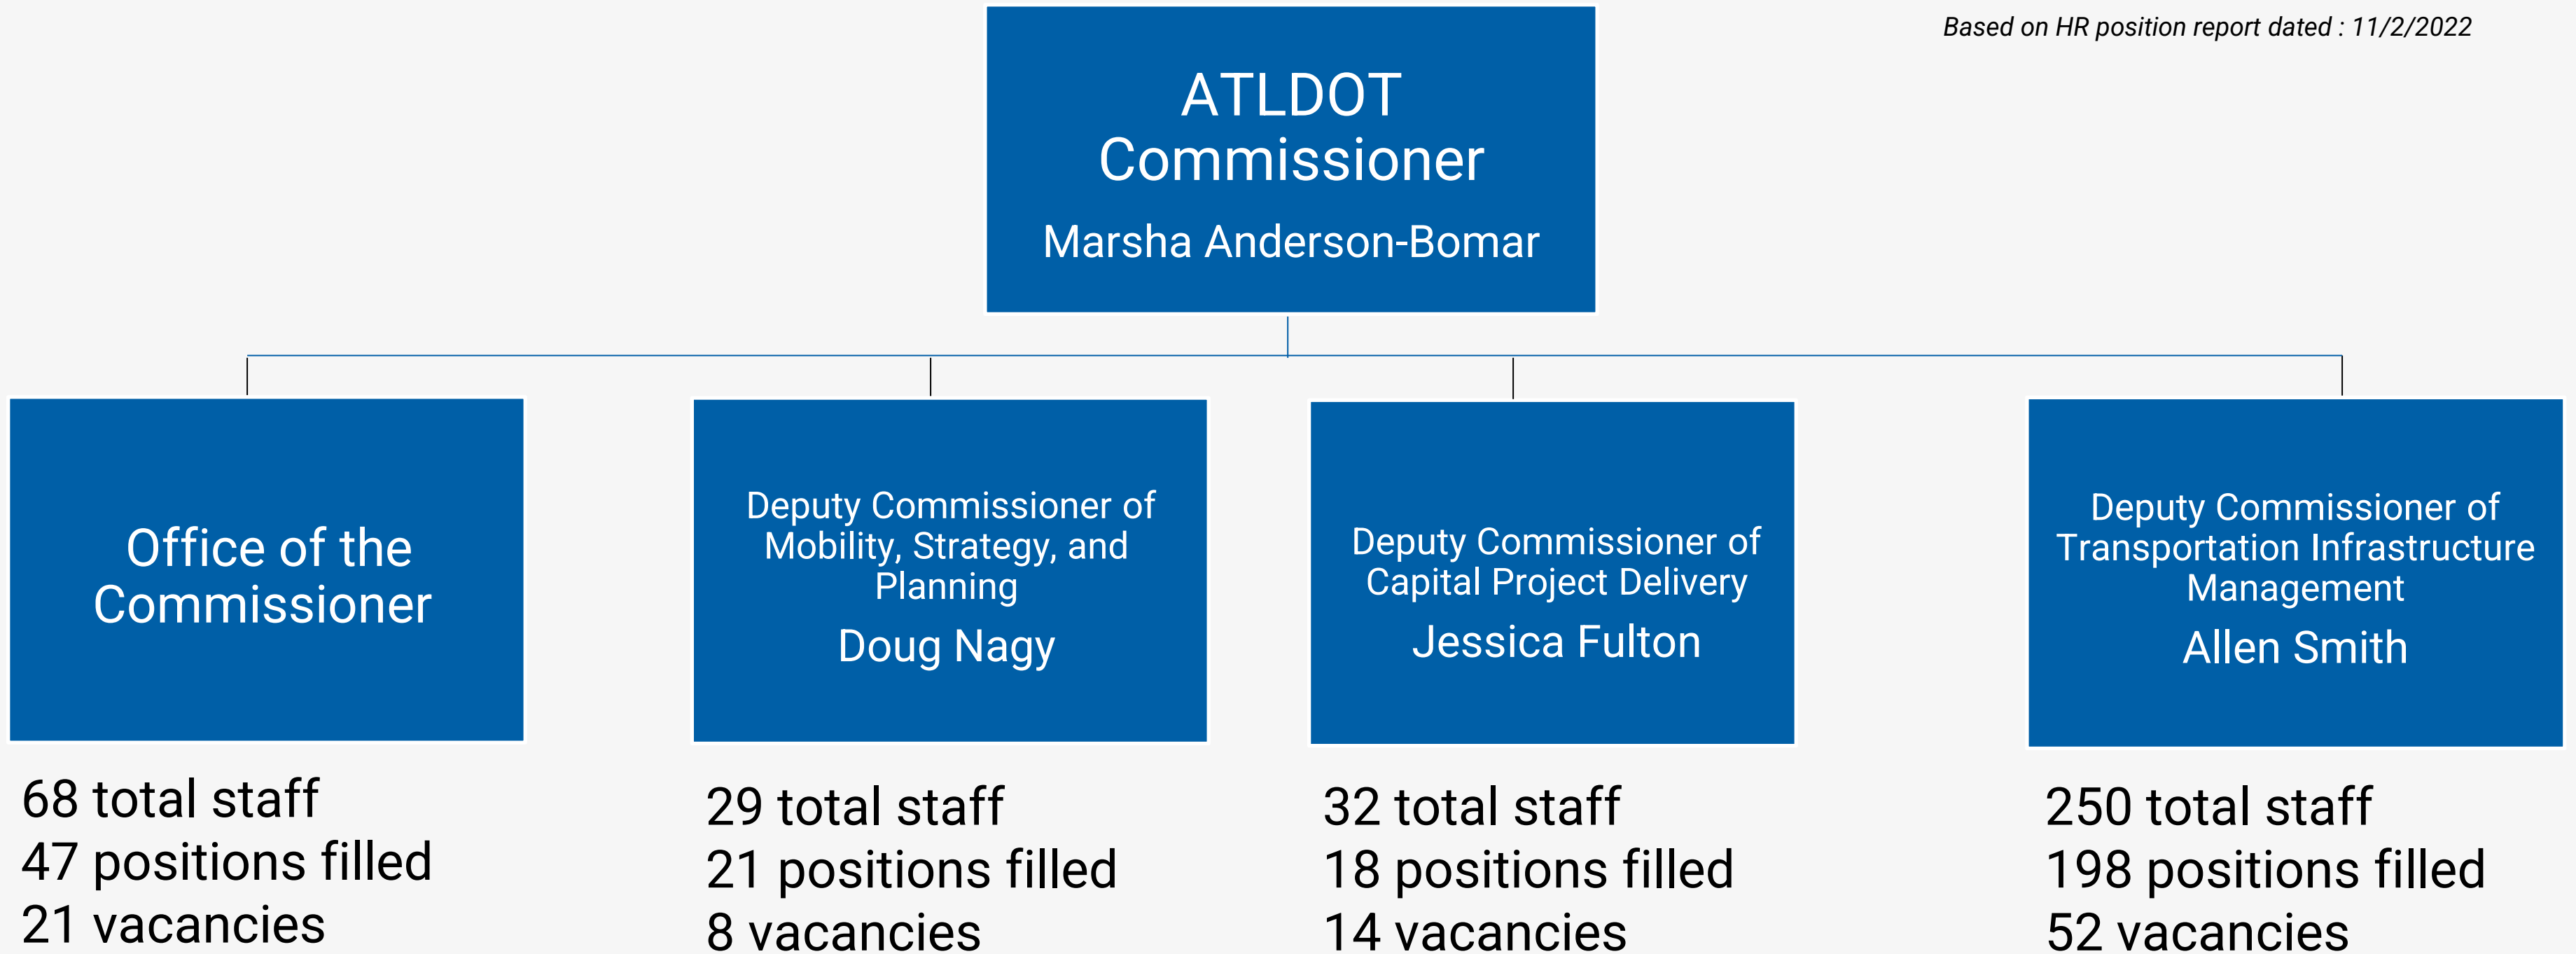 Based on HR position report dated : 11/2/2022
ATLDOT
Commissioner
Marsha Anderson-Bomar
Office of the
Commissioner
68 total staff
47 positions filled
21 vacancies
Deputy Commissioner of
Mobility, Strategy, and
Planning
Doug Nagy
29 total staff
21 positions filled
8 vacancies
Deputy Commissioner of
Capital Project Delivery
Jessica Fulton
32 total staff
18 positions filled
14 vacancies
Deputy Commissioner of
Transportation Infrastructure
Management
Allen Smith
250 total staff
198 positions filled
52 vacancies